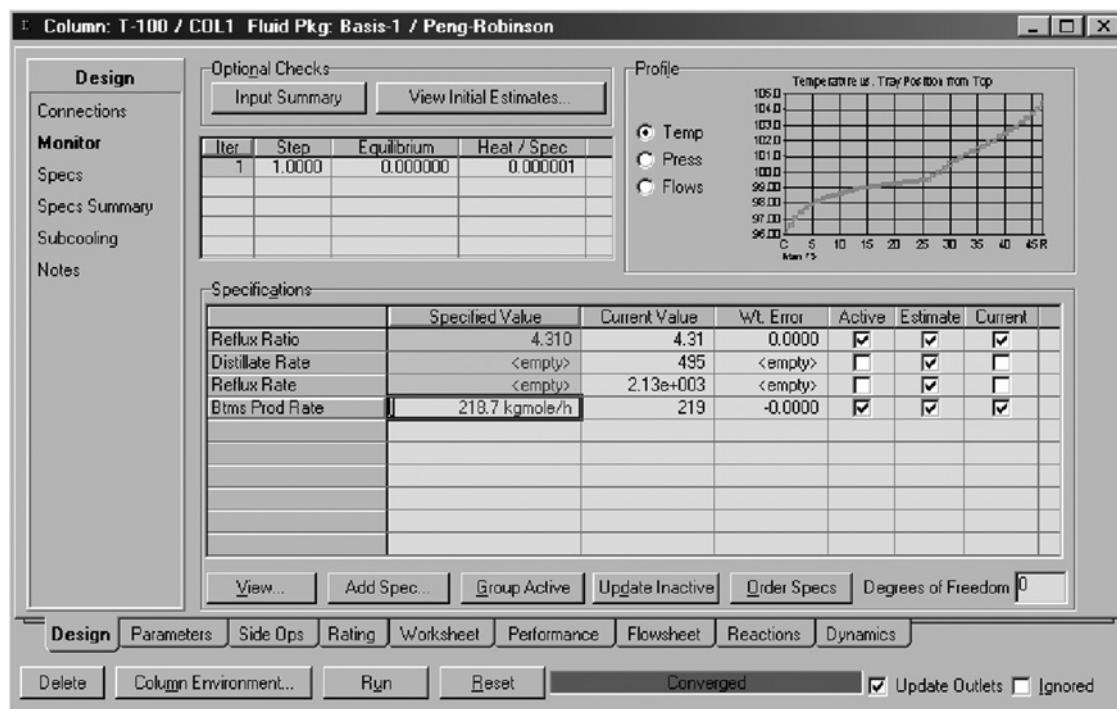 Column: T-100 / COL1 Fluid Pkg: Basis-1 / Peng-Robinson
Design
Connections
Monitor
Specs
Specs Summary
Subcooling
Notes
Optional Checks
Input Summary
View Initial Estimates...
Iter Step Equilibrium Heat / Spec
1 1.0000 0.000000 0.000001
Profile
Temp
Press
Flows
Temperature vs. Tray Position from Top
105.0
104.0
103.0
102.0
101.0
100.0
99.00
98.00
97.00
96.00
C 5 10 15 20 25 30 35 40 45 R
Specifications
Specified Value Current Value Wt. Error Active Estimate Current
Reflux Ratio 4.310 4.31 0.0000
Distillate Rate <empty> 495 <empty>
Reflux Rate <empty> 2.13e+003 <empty>
Btms Prod Rate 218.7 kgmole/h 219 -0.0000
View... Add Spec... Group Active Update Inactive Order Specs Degrees of Freedom 0
Design Parameters Side Ops Rating Worksheet Performance Flowsheet Reactions Dynamics
Delete Column Environment... Run Reset Converged Update Outlets Ignored